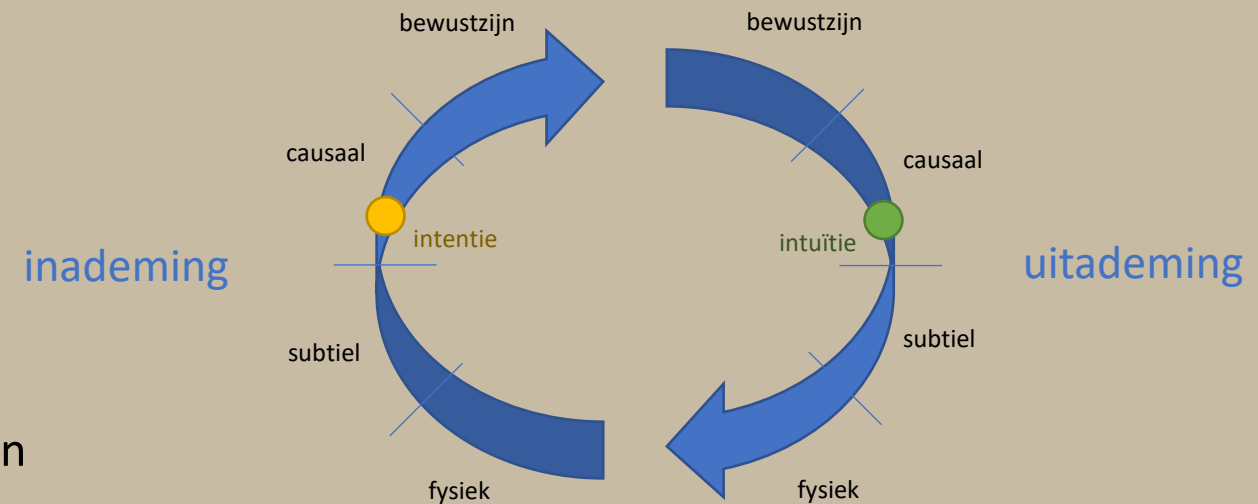 bewustzijn
bewustzijn
causaal
causaal
intentie
intuïtie
inademing
uitademing
subtiel
subtiel
n
fysiek
fysiek